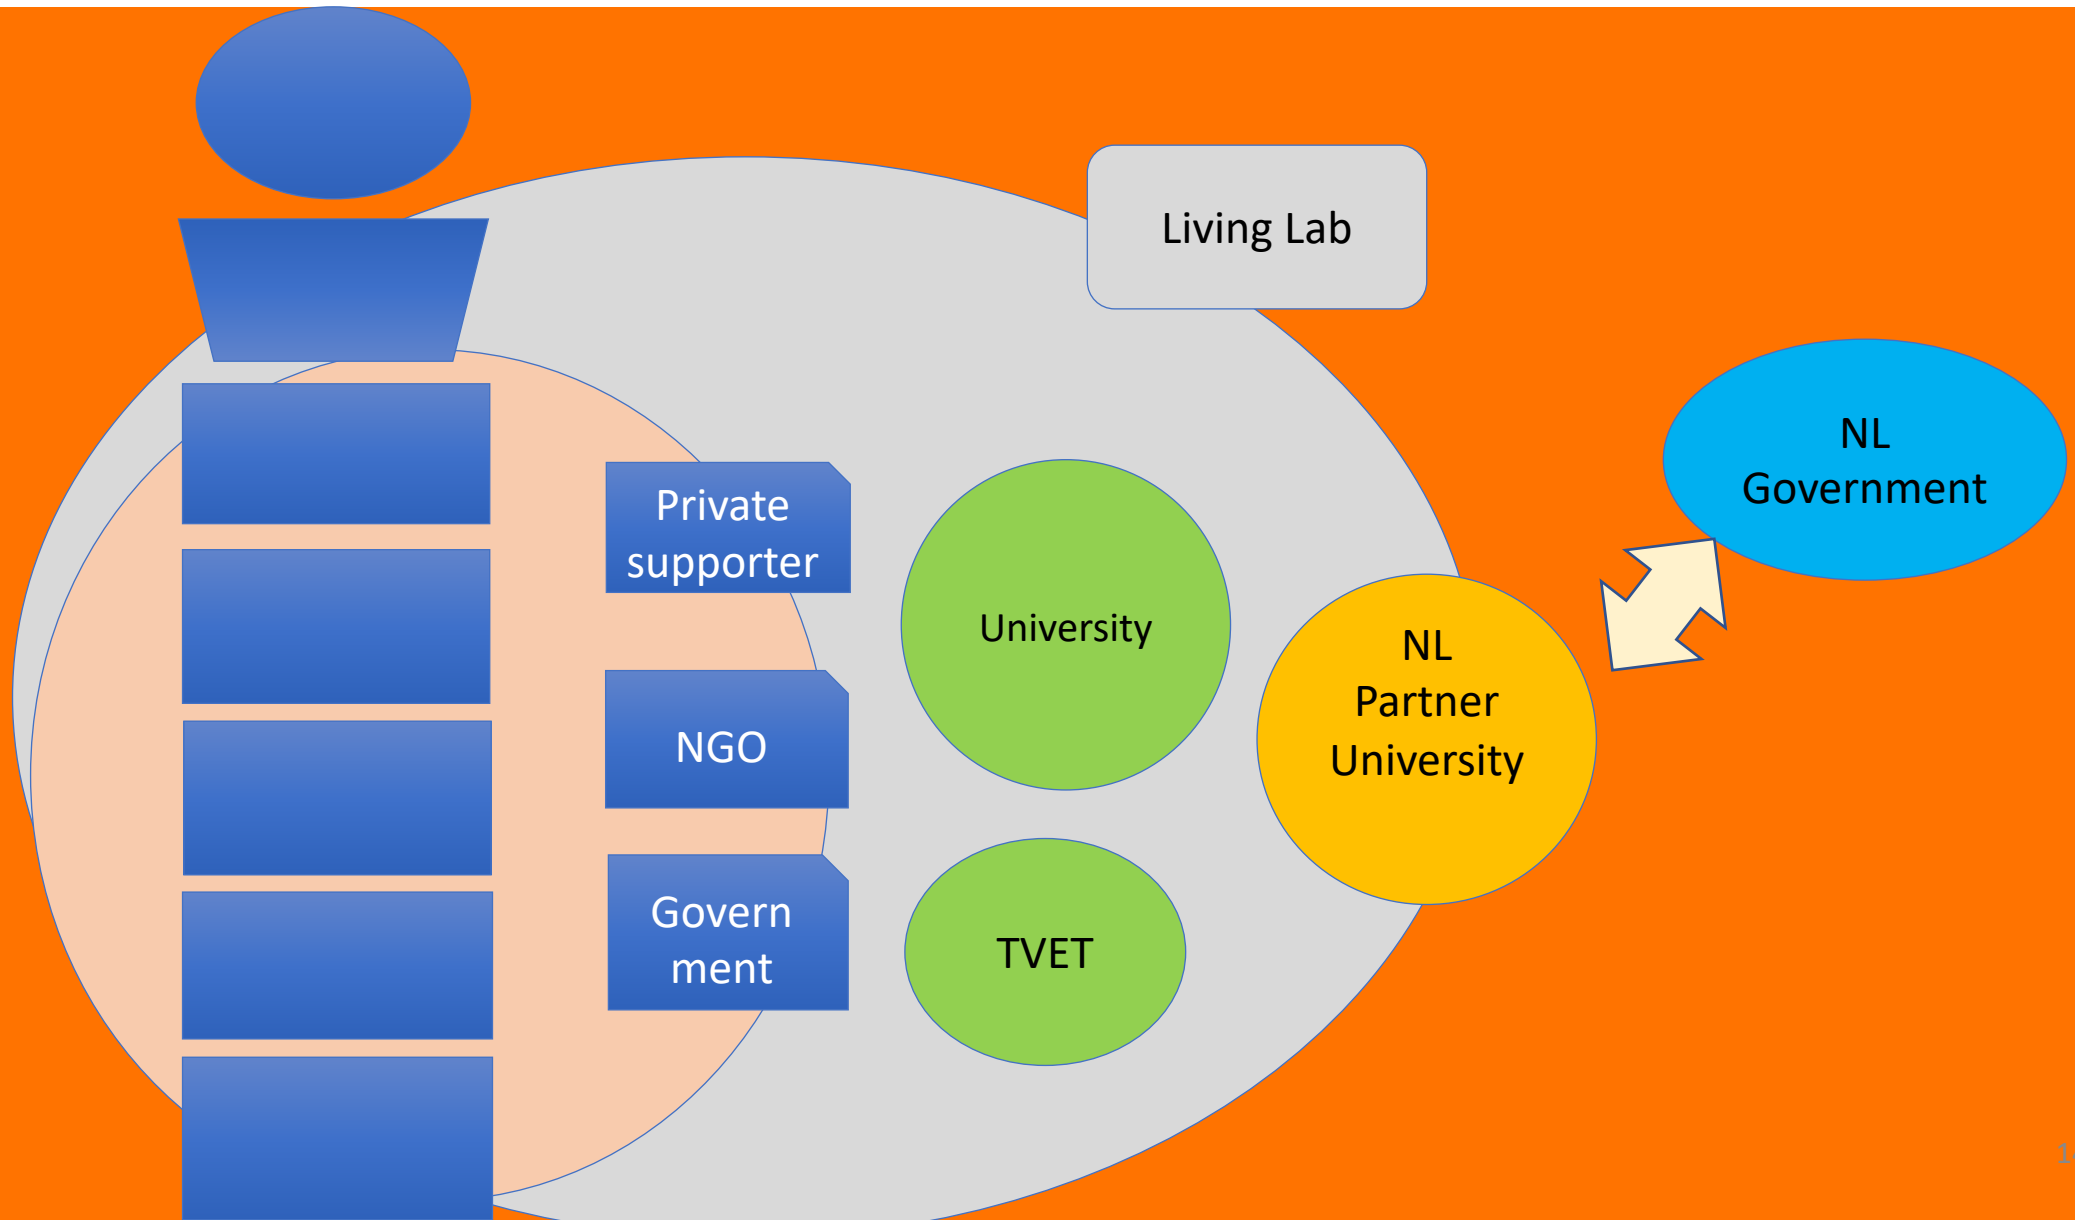 Living Lab
NL
Government
Private
supporter
University
NL
Partner
University
NGO
Govern
ment
TVET